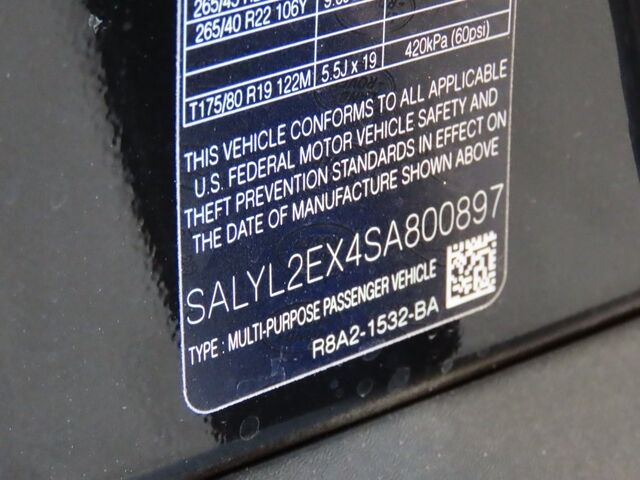 265/40 R22 106Y
T175/80 R19 122M 5.5J x 19 420kPa (60psi)
THIS VEHICLE CONFORMS TO ALL APPLICABLE
U.S. FEDERAL MOTOR VEHICLE SAFETY AND
THEFT PREVENTION STANDARDS IN EFFECT ON
THE DATE OF MANUFACTURE SHOWN ABOVE
SALYL2EX4SA800897
TYPE : MULTI-PURPOSE PASSENGER VEHICLE
R8A2-1532-BA